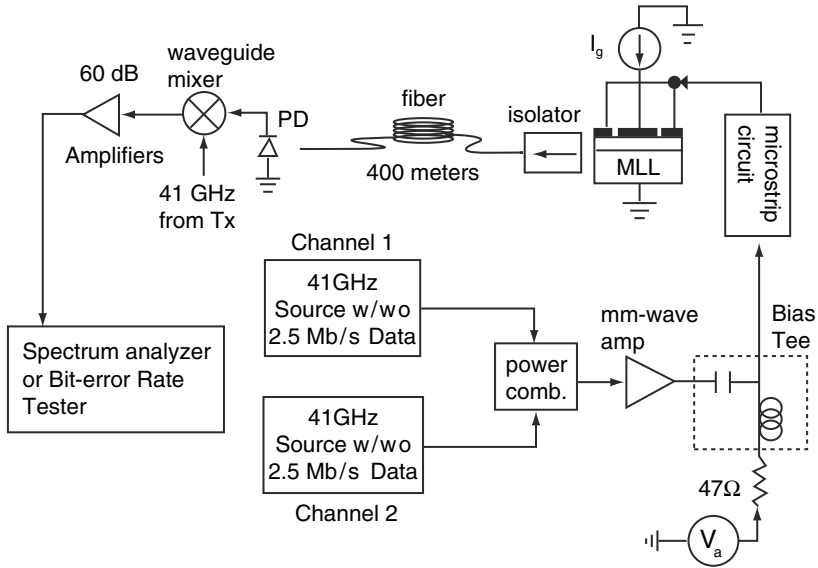 60 dB
waveguide
mixer
Amplifiers
41 GHz
from Tx
PD
fiber
400 meters
isolator
Ig
MLL
microstrip
circuit
Channel 1
41GHz
Source w/wo
2.5 Mb/s Data
Spectrum analyzer
or Bit-error Rate
Tester
41GHz
Source w/wo
2.5 Mb/s Data
Channel 2
power
comb.
mm-wave
amp
Bias
Tee
47Ω
Va